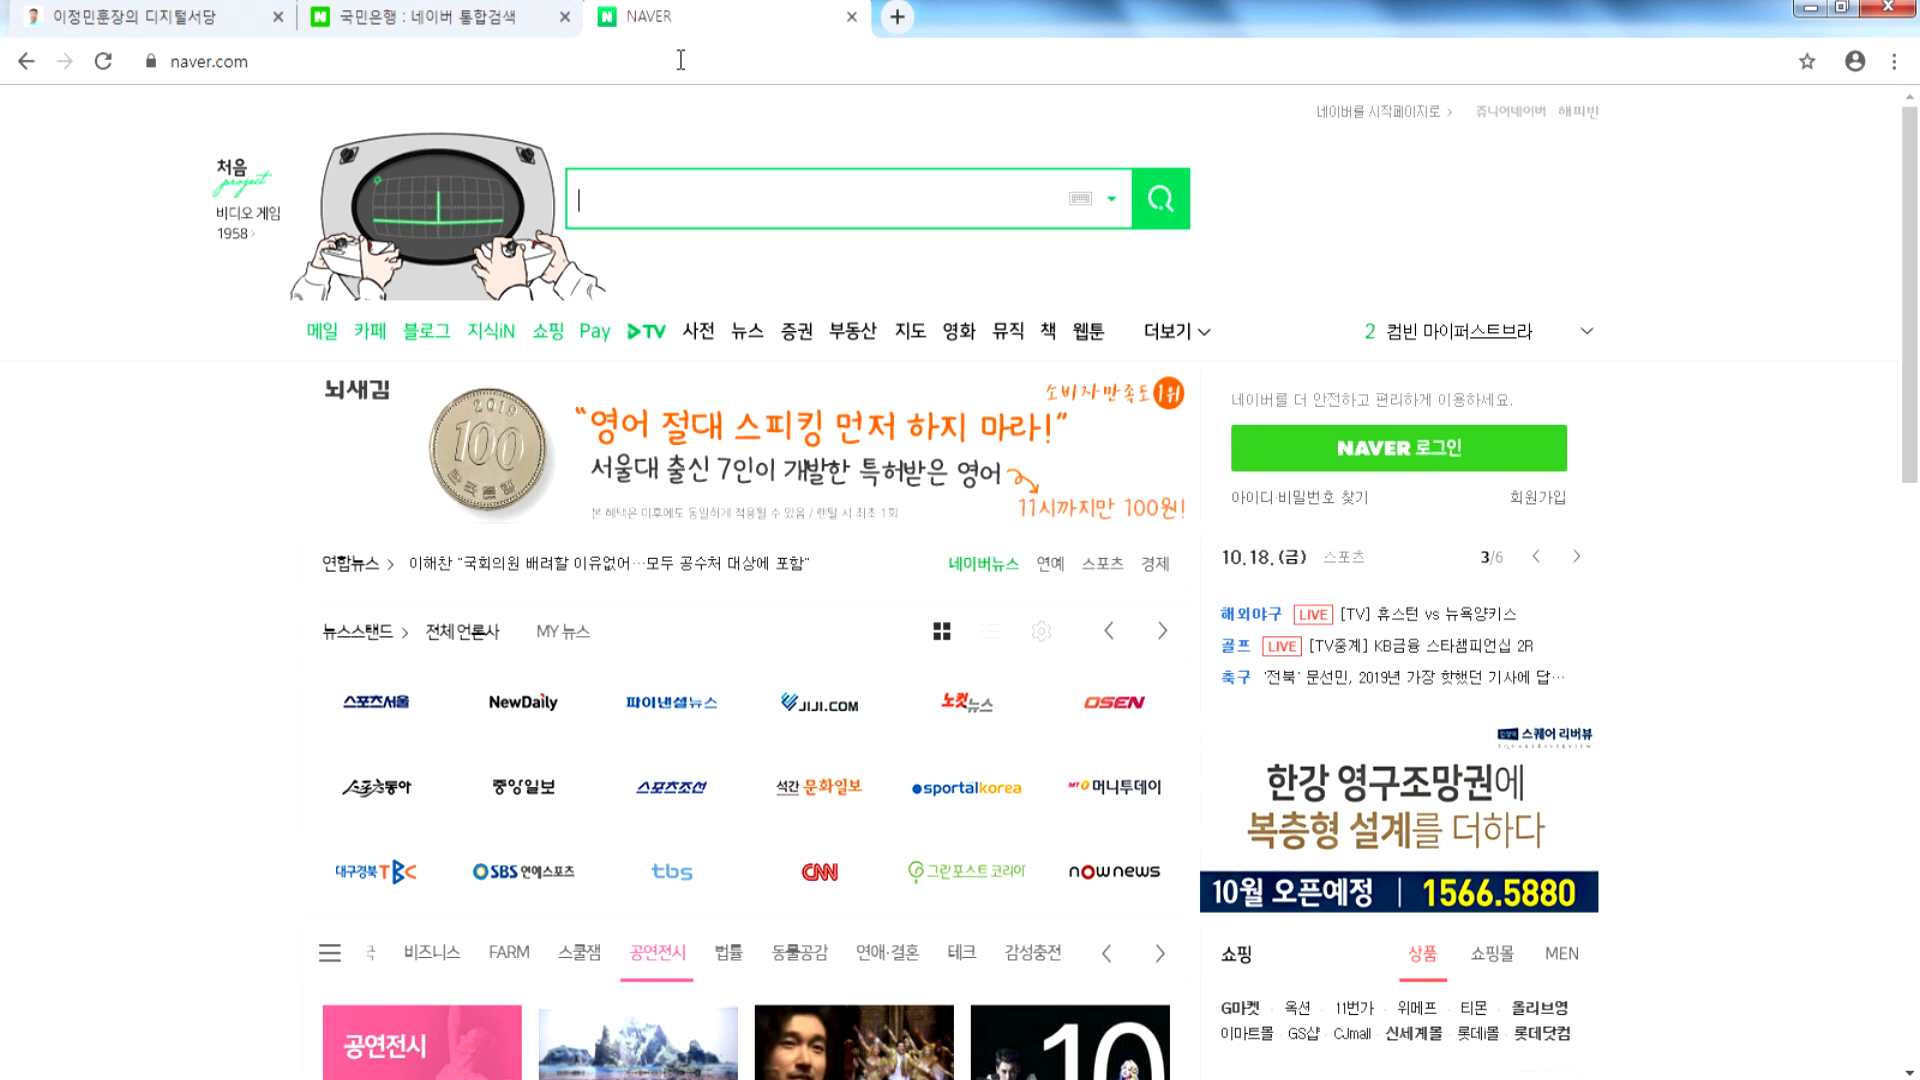 이정민훈장의 디지털서당
국민은행 : 네이버 통합검색
NAVER
naver.com
네이버를 시작페이지로 쥬니어네이버 해피빈
처음
project
비디오 게임
1958
메일 카페 블로그 지식iN 쇼핑 Pay TV 사전 뉴스 증권 부동산 지도 영화 뮤직 책 웹툰 더보기
2 컴빈 마이퍼스트브라
뇌새김
2019
100
한국은행
소비자만족도 1위
"영어 절대 스피킹 먼저 하지 마라!"
서울대 출신 7인이 개발한 특허받은 영어
11시까지만 100원!
본 혜택은 이후에도 동일하게 적용될 수 있음 / 렌탈 시 최초 1회
네이버를 더 안전하고 편리하게 이용하세요.
NAVER 로그인
아이디·비밀번호 찾기 회원가입
연합뉴스 이해찬 "국회의원 배려할 이유없어…모두 공수처 대상에 포함"
네이버뉴스 연예 스포츠 경제
10.18.(금) 스포츠 3/6
뉴스스탠드 전체 언론사 MY 뉴스
해외야구 LIVE [TV] 휴스턴 vs 뉴욕양키스
골프 LIVE [TV중계] KB금융 스타챔피언십 2R
축구 '전북' 문선민, 2019년 가장 핫했던 기사에 답…
스포츠서울 NewDaily 파이낸셜뉴스 JIJI.COM 노컷뉴스 OSEN
스포츠동아 중앙일보 스포츠조선 석간 문화일보 sportalkorea MTO 머니투데이
대구경북TBC SBS 연예스포츠 tbs CNN 그린포스트 코리아 nownews
스퀘어 리버뷰
한강 영구조망권에
복층형 설계를 더하다
10월 오픈예정 | 1566.5880
비즈니스 FARM 스쿨잼 공연전시 법률 동물공감 연애·결혼 테크 감성충전
공연전시
10
쇼핑 상품 쇼핑몰 MEN
G마켓 · 옥션 · 11번가 · 위메프 · 티몬 · 올리브영
이마트몰 · GS샵 · CJmall · 신세계몰 · 롯데i몰 · 롯데닷컴